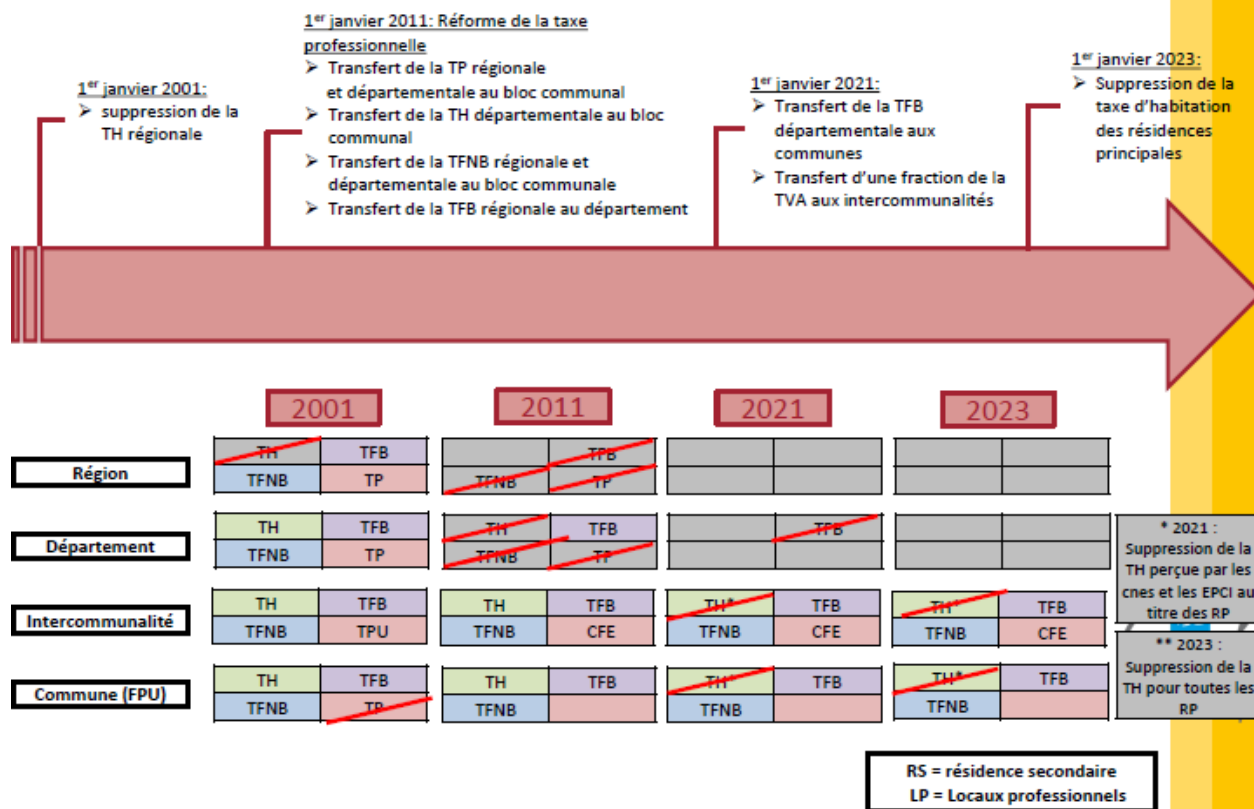 1er janvier 2001:
➢ suppression de la
TH régionale
1er janvier 2011: Réforme de la taxe
professionnelle
➢ Transfert de la TP régionale
et départementale au bloc communal
➢ Transfert de la TH départementale au bloc
communal
➢ Transfert de la TFNB régionale et
départementale au bloc communale
➢ Transfert de la TFB régionale au département
1er janvier 2021:
➢ Transfert de la TFB
départementale aux
communes
➢ Transfert d'une fraction de la
TVA aux intercommunalités
1er janvier 2023:
➢ Suppression de la
taxe d'habitation
des résidences
principales
2001 2011 2021 2023
Région
TH TFB TFB
TFNB TP TFNB TP
Département
TH TFB TH TFB TFB
TFNB TP TFNB TP
Intercommunalité
TH TFB TH TFB TH* TFB TH* TFB
TFNB TPU TFNB CFE TFNB CFE TFNB CFE
Commune (FPU)
TH TFB TH TFB TH* TFB TH* TFB
TFNB TP TFNB TFNB TFNB
* 2021 :
Suppression de la
TH perçue par les
cnes et les EPCI au
titre des RP
** 2023 :
Suppression de la
TH pour toutes les
RP
RS = résidence secondaire
LP = Locaux professionnels